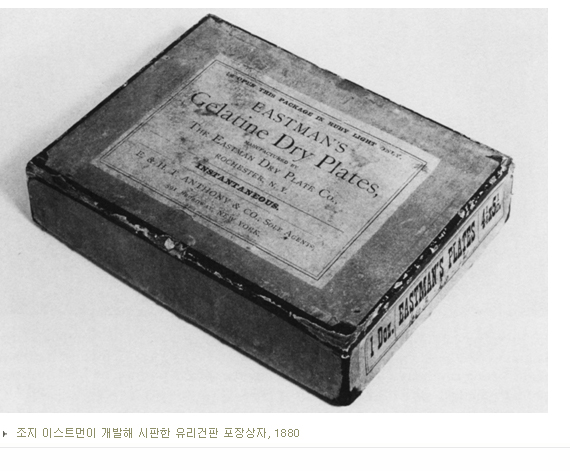 OPEN THIS PACKAGE IN RUBY LIGHT ONLY.
EASTMAN'S
Gelatine Dry Plates,
MANUFACTURED BY
THE EASTMAN DRY PLATE CO.,
ROCHESTER, N. Y.
INSTANTANEOUS.
E. & H. T. ANTHONY & CO., SOLE AGENTS,
BROADWAY, NEW YORK.
1 Doz. EASTMAN'S PLATES
조지 이스트먼이 개발해 시판한 유리건판 포장상자, 1880